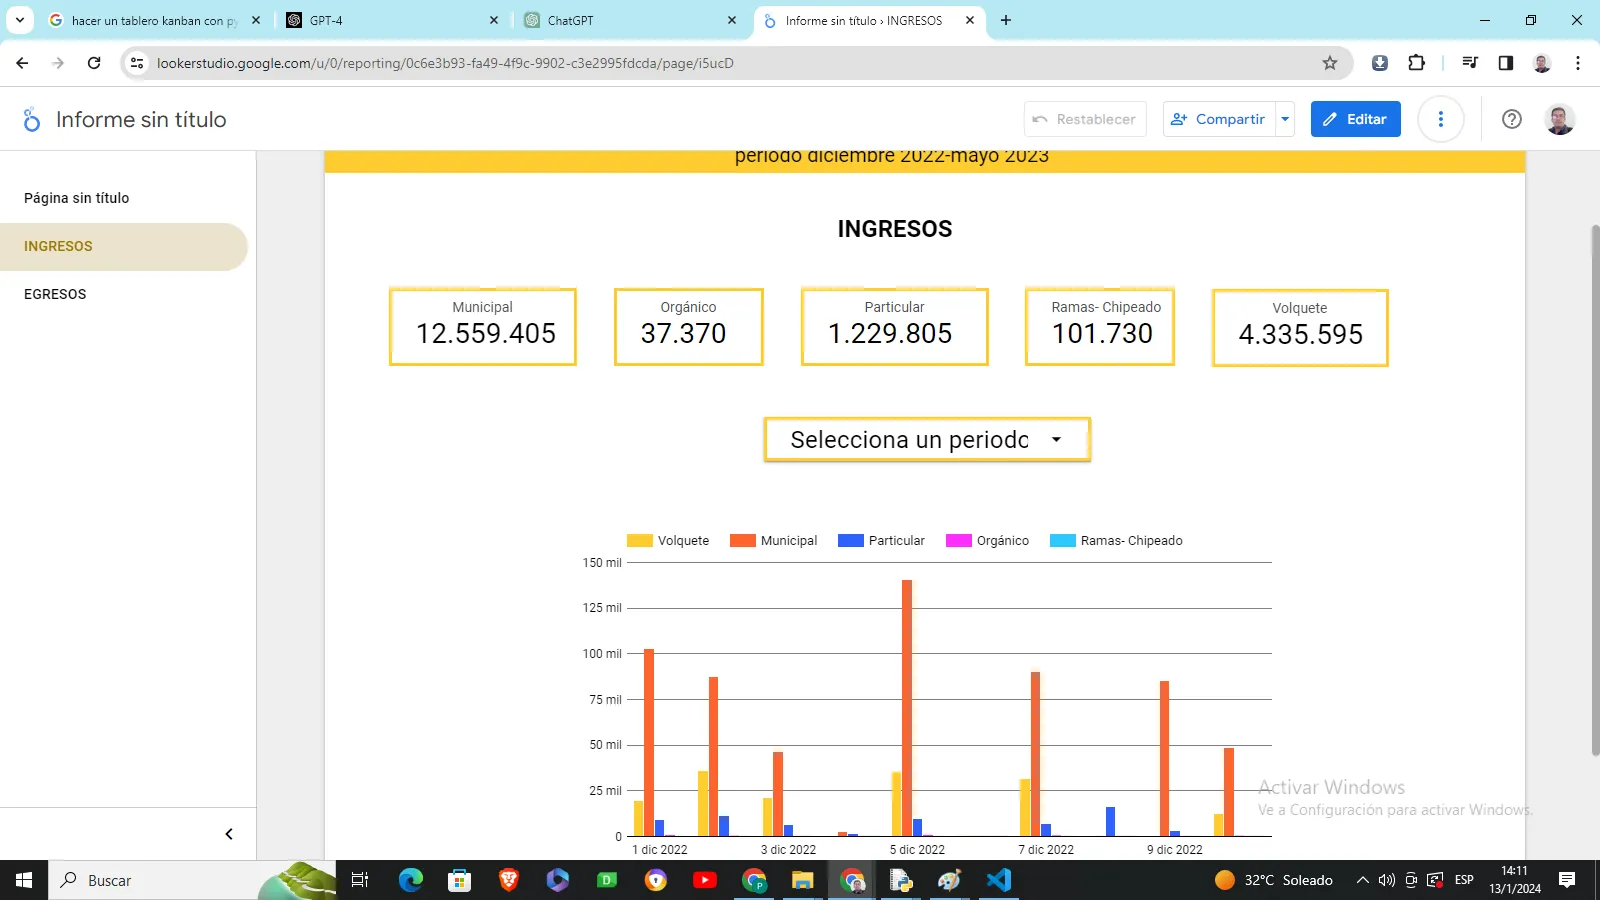 hacer un tablero kanban con py
GPT-4
ChatGPT
Informe sin título › INGRESOS
lookerstudio.google.com/u/0/reporting/0c6e3b93-fa49-4f9c-9902-c3e2995fdcda/page/i5ucD
Informe sin título
Restablecer
Compartir
Editar
periodo diciembre 2022-mayo 2023
Página sin título
INGRESOS
EGRESOS
INGRESOS
Municipal
12.559.405
Orgánico
37.370
Particular
1.229.805
Ramas- Chipeado
101.730
Volquete
4.335.595
Selecciona un periodo
Volquete Municipal Particular Orgánico Ramas- Chipeado
150 mil
125 mil
100 mil
75 mil
50 mil
25 mil
0
1 dic 2022 3 dic 2022 5 dic 2022 7 dic 2022 9 dic 2022
Activar Windows
Ve a Configuración para activar Windows.
Buscar
32°C Soleado
ESP
14:11
13/1/2024